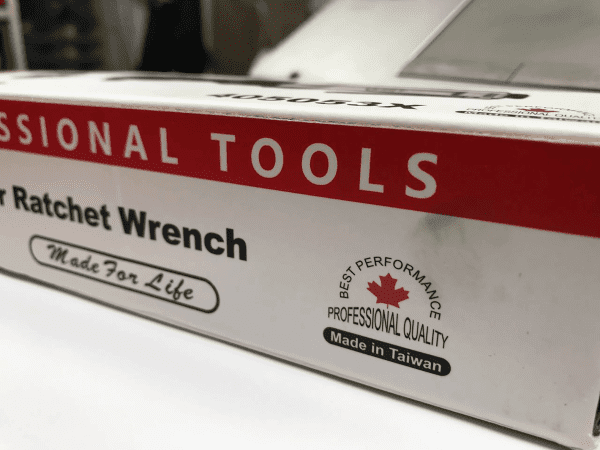 405053X
SSIONAL TOOLS
r Ratchet Wrench
Made For Life
BEST PERFORMANCE
PROFESSIONAL QUALITY
Made in Taiwan